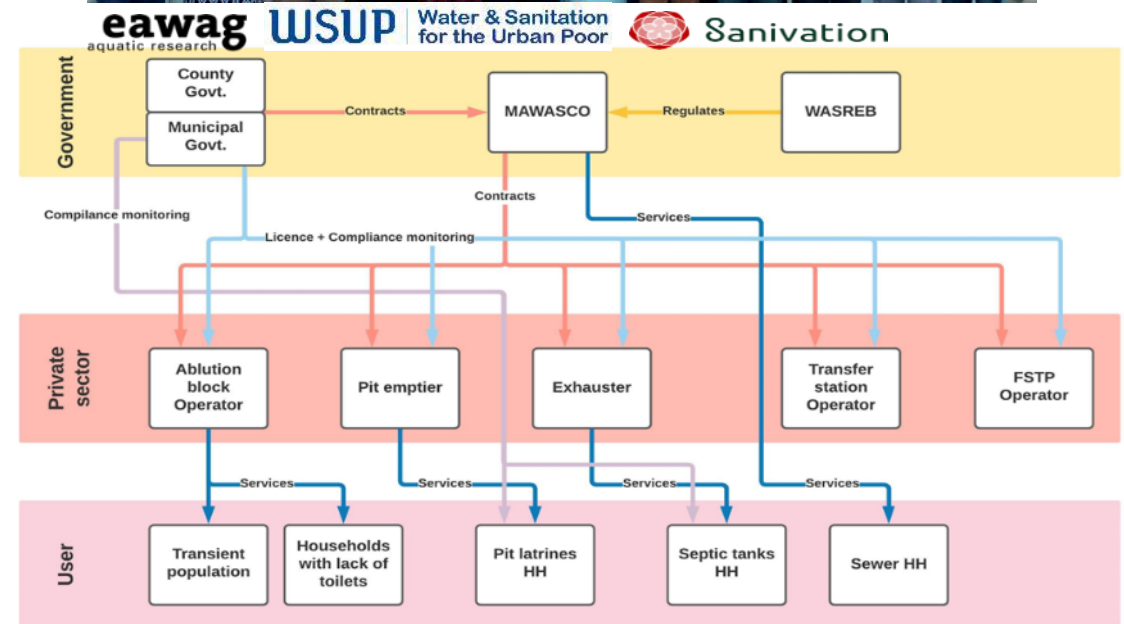 eawag
aquatic research
WSUP
Water & Sanitation
for the Urban Poor
Sanivation
Government
County
Govt.
Municipal
Govt.
Contracts
MAWASCO
Regulates
WASREB
Contracts
Compilance monitoring
Services
Licence + Compliance monitoring
Private
sector
Ablution
block
Operator
Pit emptier
Exhauster
Transfer
station
Operator
FSTP
Operator
Services
Services
Services
Services
User
Transient
population
Households
with lack of
toilets
Pit latrines
HH
Septic tanks
HH
Sewer HH